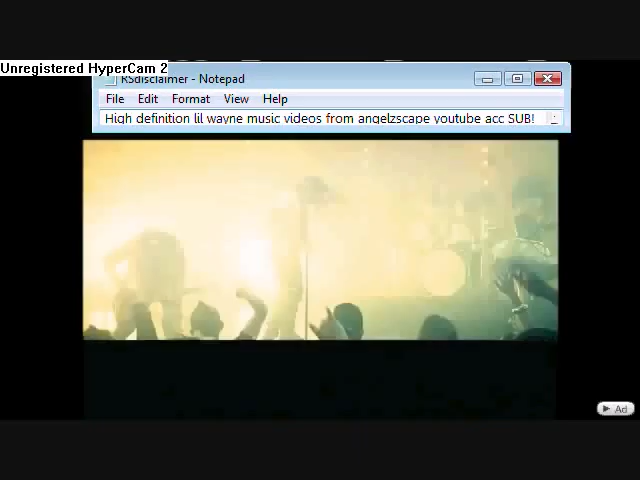 Unregistered HyperCam 2
RSdisclaimer - Notepad
File Edit Format View Help
High definition lil wayne music videos from angelzscape youtube acc SUB!
Ad